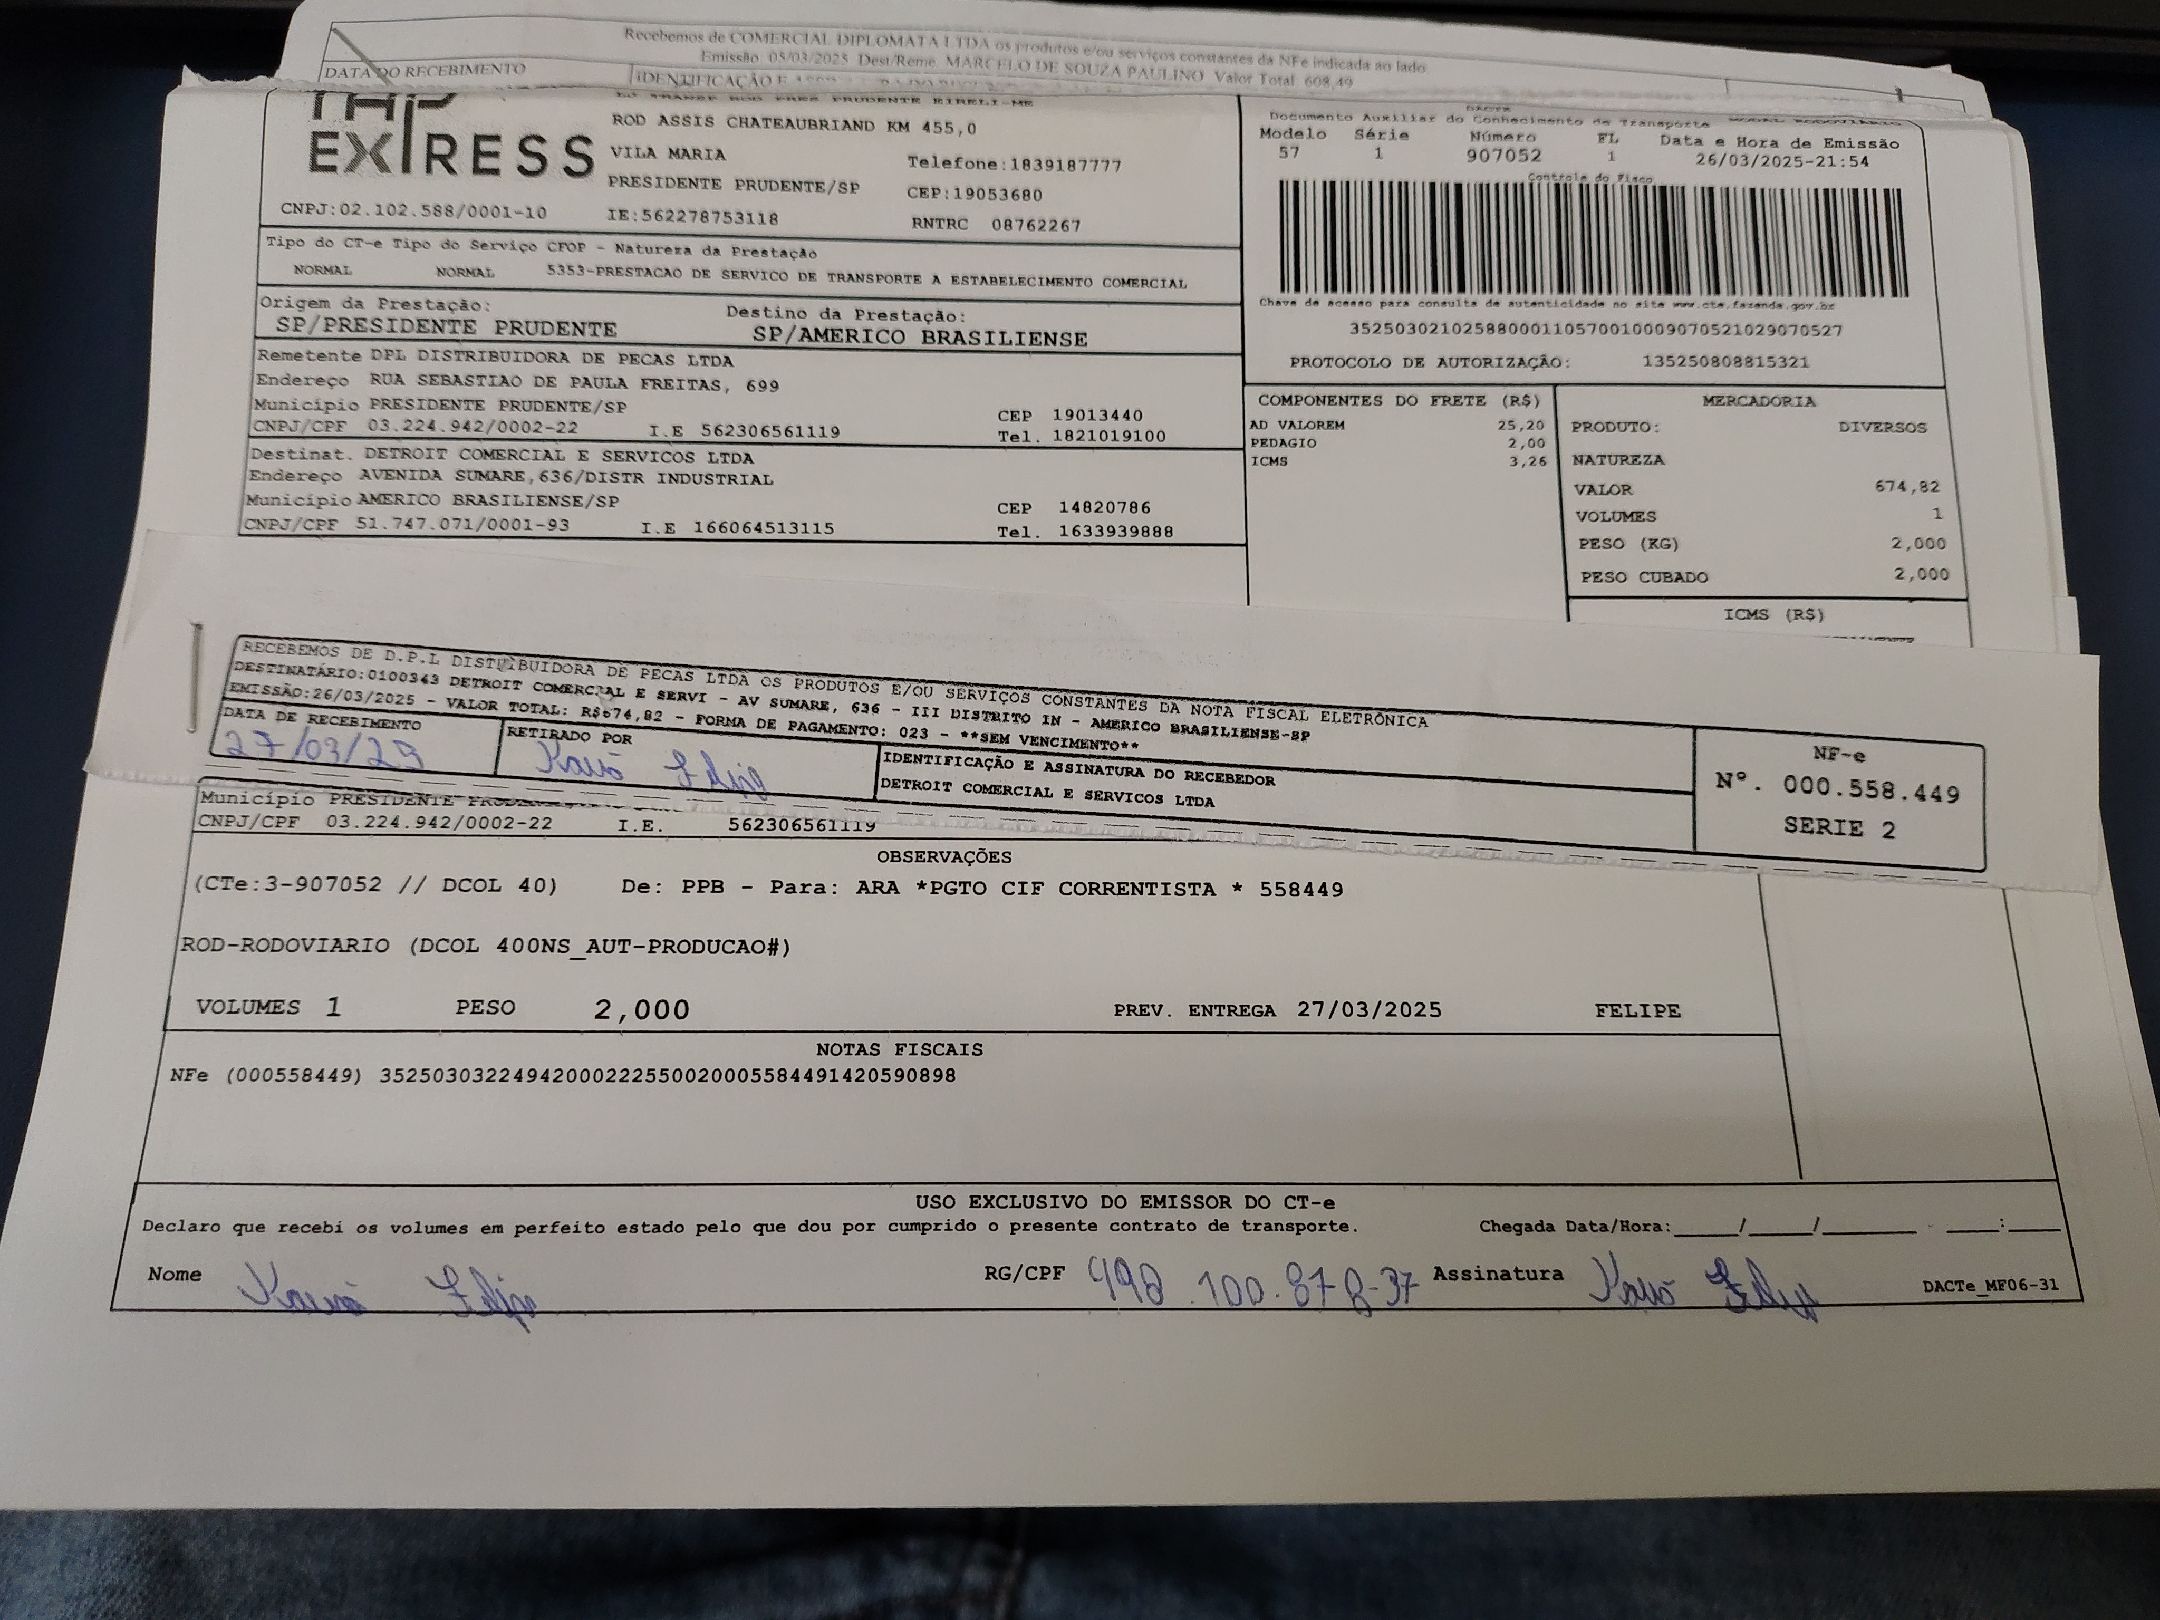 Recebemos de COMERCIAL DIPLOMATA LTDA os produtos e/ou serviços constantes da NFe indicada ao lado
Emissão 05/03/2025 Dest/Reme. MARCELO DE SOUZA PAULINO Valor Total 608,49
DATA DO RECEBIMENTO
IDENTIFICAÇÃO E
EXPRESS
ROD ASSIS CHATEAUBRIAND KM 455,0
VILA MARIA Telefone:1839187777
PRESIDENTE PRUDENTE/SP CEP:19053680
CNPJ:02.102.588/0001-10 IE:562278753118 RNTRC 08762267
Documento Auxiliar do Conhecimento de Transporte
Modelo Série Número FL Data e Hora de Emissão
57 1 907052 1 26/03/2025-21:54
Controle do Fisco
Chave de acesso para consulta de autenticidade no site www.cte.fazenda.gov.br
35250302102588000110570010009070521029070527
PROTOCOLO DE AUTORIZAÇÃO: 135250808815321
Tipo do CT-e Tipo do Serviço CFOP - Natureza da Prestação
NORMAL NORMAL 5353-PRESTACAO DE SERVICO DE TRANSPORTE A ESTABELECIMENTO COMERCIAL
Origem da Prestação: Destino da Prestação:
SP/PRESIDENTE PRUDENTE SP/AMERICO BRASILIENSE
Remetente DPL DISTRIBUIDORA DE PECAS LTDA
Endereço RUA SEBASTIAO DE PAULA FREITAS, 699
Município PRESIDENTE PRUDENTE/SP CEP 19013440
CNPJ/CPF 03.224.942/0002-22 I.E 562306561119 Tel. 1821019100
Destinat. DETROIT COMERCIAL E SERVICOS LTDA
Endereço AVENIDA SUMARE,636/DISTR INDUSTRIAL
Município AMERICO BRASILIENSE/SP CEP 14820786
CNPJ/CPF 51.747.071/0001-93 I.E 166064513115 Tel. 1633939888
COMPONENTES DO FRETE (R$)
AD VALOREM 25,20
PEDAGIO 2,00
ICMS 3,26
MERCADORIA
PRODUTO: DIVERSOS
NATUREZA
VALOR 674,82
VOLUMES 1
PESO (KG) 2,000
PESO CUBADO 2,000
ICMS (R$)
RECEBEMOS DE D.P.L DISTRIBUIDORA DE PECAS LTDA OS PRODUTOS E/OU SERVIÇOS CONSTANTES DA NOTA FISCAL ELETRÔNICA
DESTINATÁRIO:0100343 DETROIT COMERCIAL E SERVI - AV SUMARE, 636 - III DISTRITO IN - AMERICO BRASILIENSE-SP
EMISSÃO:26/03/2025 - VALOR TOTAL: R$674,82 - FORMA DE PAGAMENTO: 023 - **SEM VENCIMENTO**
DATA DE RECEBIMENTO RETIRADO POR IDENTIFICAÇÃO E ASSINATURA DO RECEBEDOR
27/03/25 Kauã Felip
DETROIT COMERCIAL E SERVICOS LTDA
NF-e
Nº. 000.558.449
SERIE 2
Município PRESIDENTE
CNPJ/CPF 03.224.942/0002-22 I.E. 562306561119
OBSERVAÇÕES
(CTe:3-907052 // DCOL 40) De: PPB - Para: ARA *PGTO CIF CORRENTISTA * 558449
ROD-RODOVIARIO (DCOL 400NS_AUT-PRODUCAO#)
VOLUMES 1 PESO 2,000 PREV. ENTREGA 27/03/2025 FELIPE
NOTAS FISCAIS
NFe (000558449) 35250303224942000222550020005584491420590898
USO EXCLUSIVO DO EMISSOR DO CT-e
Declaro que recebi os volumes em perfeito estado pelo que dou por cumprido o presente contrato de transporte. Chegada Data/Hora:_____/_____/_______ - ____:____
Nome Kauã Felip RG/CPF 498.100.878-37 Assinatura Kauã Felip DACTe_MF06-31